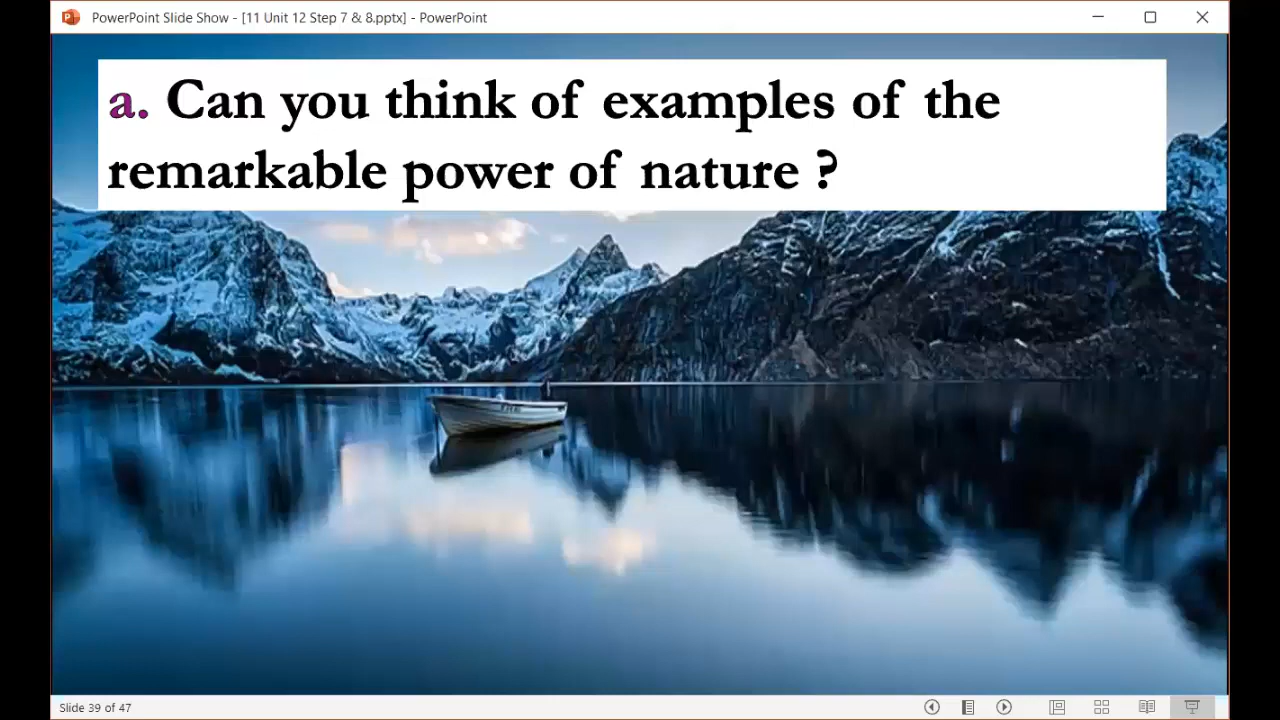 PowerPoint Slide Show - [11 Unit 12 Step 7 & 8.pptx] - PowerPoint
a. Can you think of examples of the
remarkable power of nature ?
Slide 39 of 47